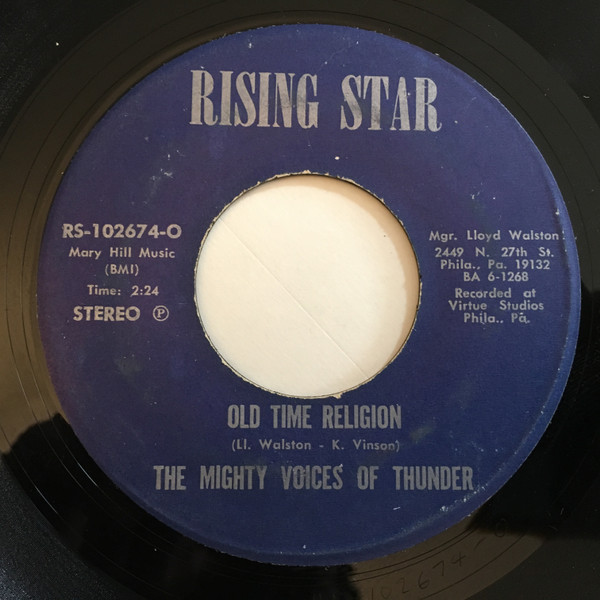 RISING STAR
RS-102674-O
Mary Hill Music
(BMI)
Time: 2:24
STEREO Ⓟ
Mgr. Lloyd Walston
2449 N. 27th St.
Phila., Pa. 19132
BA 6-1268
Recorded at
Virtue Studios
Phila., Pa.
OLD TIME RELIGION
(Ll. Walston - K. Vinson)
THE MIGHTY VOICES OF THUNDER
102674-O